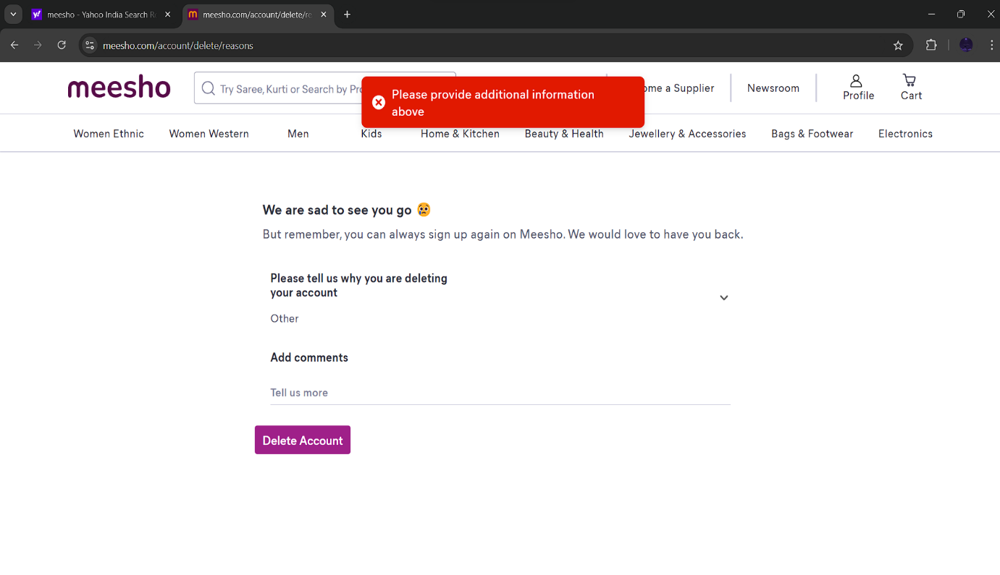 meesho - Yahoo India Search Re
meesho.com/account/delete/re
meesho.com/account/delete/reasons
meesho
Try Saree, Kurti or Search by Pro
Please provide additional information
above
ome a Supplier
Newsroom
Profile
Cart
Women Ethnic
Women Western
Men
Kids
Home & Kitchen
Beauty & Health
Jewellery & Accessories
Bags & Footwear
Electronics
We are sad to see you go 😢
But remember, you can always sign up again on Meesho. We would love to have you back.
Please tell us why you are deleting
your account
Other
Add comments
Tell us more
Delete Account